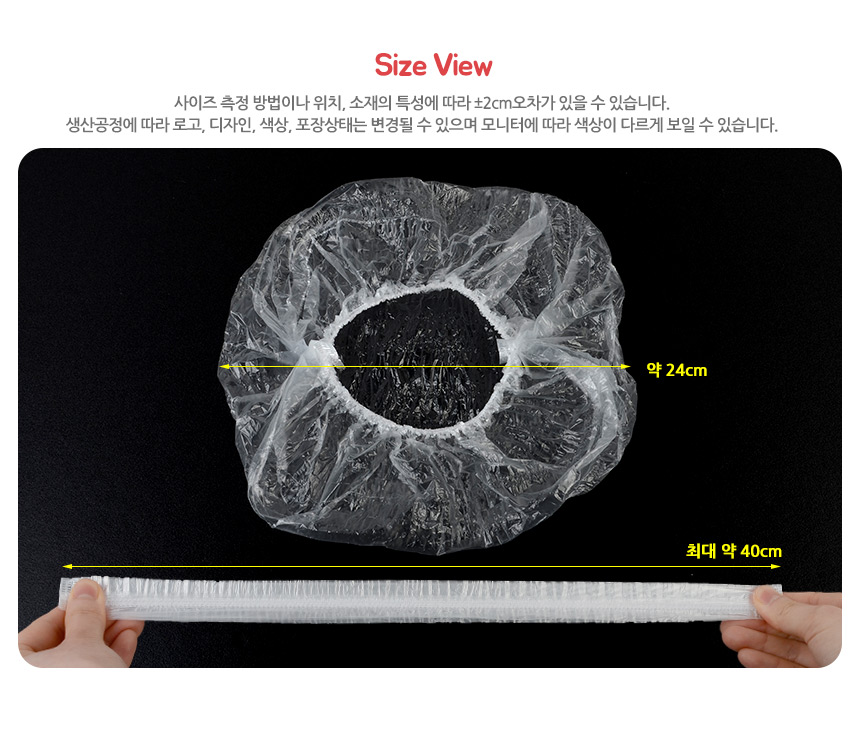 Size View
사이즈 측정 방법이나 위치, 소재의 특성에 따라 ±2cm오차가 있을 수 있습니다.
생산공정에 따라 로고, 디자인, 색상, 포장상태는 변경될 수 있으며 모니터에 따라 색상이 다르게 보일 수 있습니다.
약 24cm
최대 약 40cm